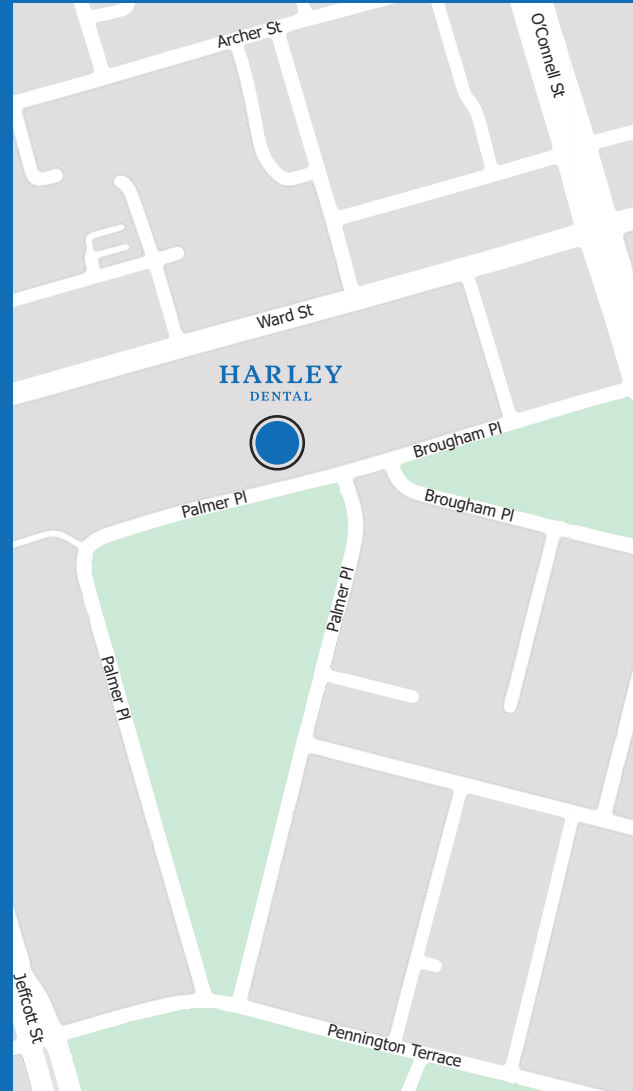 Archer St
O'Connell St
Ward St
HARLEY
DENTAL
Brougham Pl
Palmer Pl
Brougham Pl
Palmer Pl
Palmer Pl
Jeffcott St
Pennington Terrace